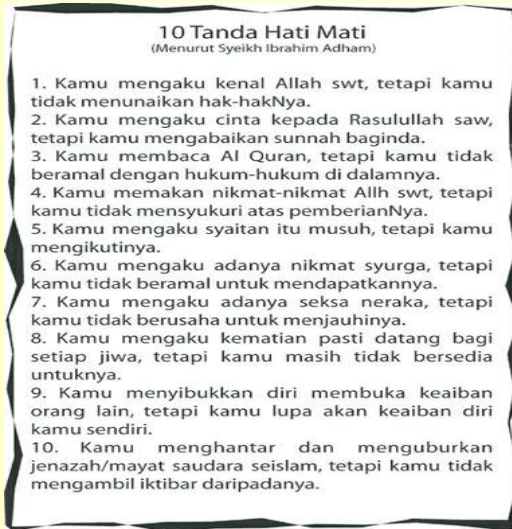 10 Tanda Hati Mati
(Menurut Syeikh Ibrahim Adham)
1. Kamu mengaku kenal Allah swt, tetapi kamu
tidak menunaikan hak-hakNya.
2. Kamu mengaku cinta kepada Rasulullah saw,
tetapi kamu mengabaikan sunnah baginda.
3. Kamu membaca Al Quran, tetapi kamu tidak
beramal dengan hukum-hukum di dalamnya.
4. Kamu memakan nikmat-nikmat Allh swt, tetapi
kamu tidak mensyukuri atas pemberianNya.
5. Kamu mengaku syaitan itu musuh, tetapi kamu
mengikutinya.
6. Kamu mengaku adanya nikmat syurga, tetapi
kamu tidak beramal untuk mendapatkannya.
7. Kamu mengaku adanya seksa neraka, tetapi
kamu tidak berusaha untuk menjauhinya.
8. Kamu mengaku kematian pasti datang bagi
setiap jiwa, tetapi kamu masih tidak bersedia
untuknya.
9. Kamu menyibukkan diri membuka keaiban
orang lain, tetapi kamu lupa akan keaiban diri
kamu sendiri.
10. Kamu menghantar dan menguburkan
jenazah/mayat saudara seislam, tetapi kamu tidak
mengambil iktibar daripadanya.